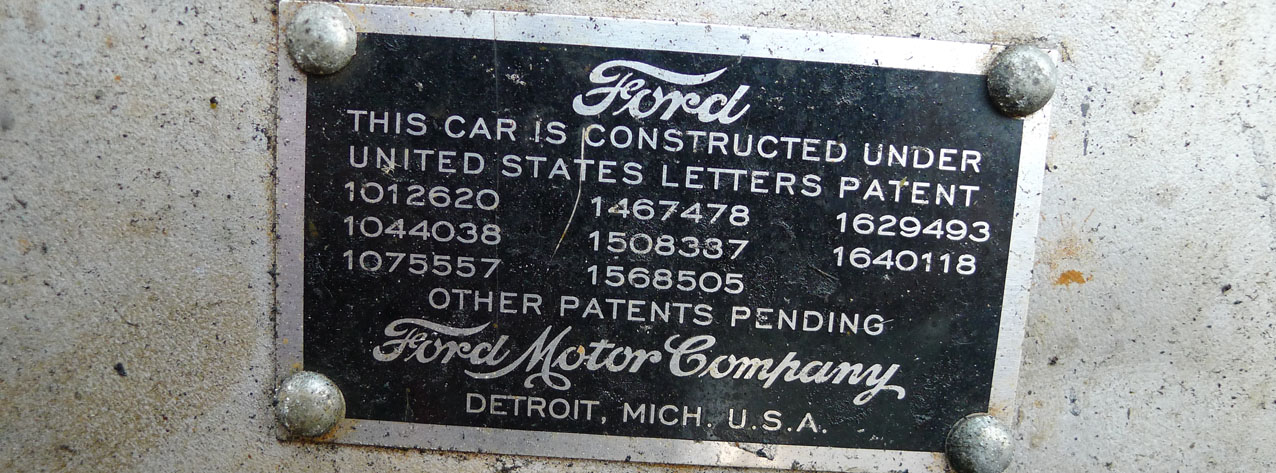 Ford
THIS CAR IS CONSTRUCTED UNDER
UNITED STATES LETTERS PATENT
1012620 1467478 1629493
1044038 1508337 1640118
1075557 1568505
OTHER PATENTS PENDING
Ford Motor Company
DETROIT, MICH. U.S.A.